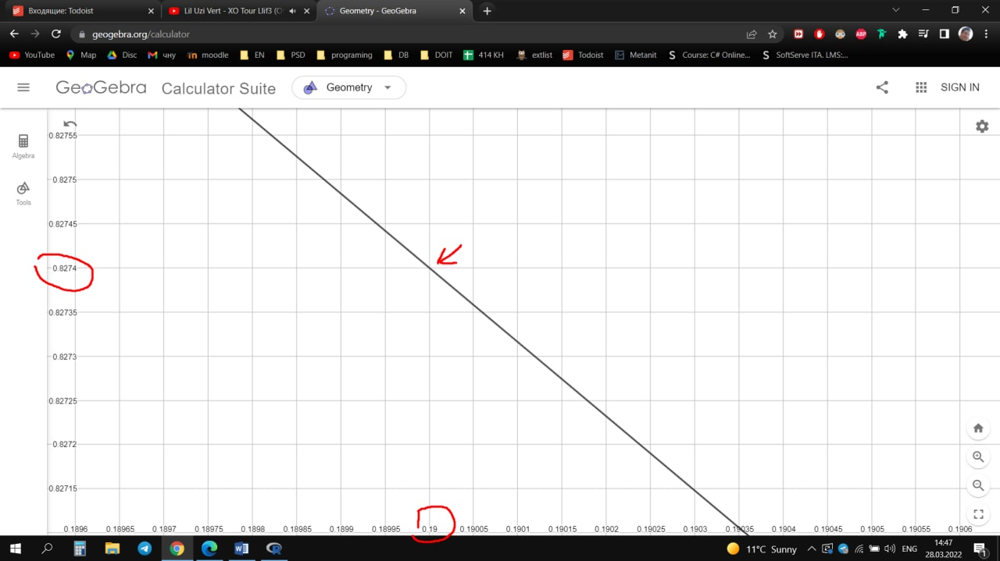 Входящие: Todoist
Lil Uzi Vert - XO Tour Llif3 (O
Geometry - GeoGebra
geogebra.org/calculator
ABP
YouTube Map Disc чну moodle EN PSD programing DB DOIT 414 КН extlist Todoist Metanit Course: C# Online... SoftServe ITA. LMS:...
GeoGebra Calculator Suite Geometry SIGN IN
Algebra
Tools
0.82755
0.8275
0.82745
0.8274
0.82735
0.8273
0.82725
0.8272
0.82715
0.1896 0.18965 0.1897 0.18975 0.1898 0.18985 0.1899 0.18995 0.19 0.19005 0.1901 0.19015 0.1902 0.19025 0.1903 0.19035 0.1904 0.19045 0.1905 0.19055 0.1906
11°C Sunny ENG
14:47
28.03.2022
1